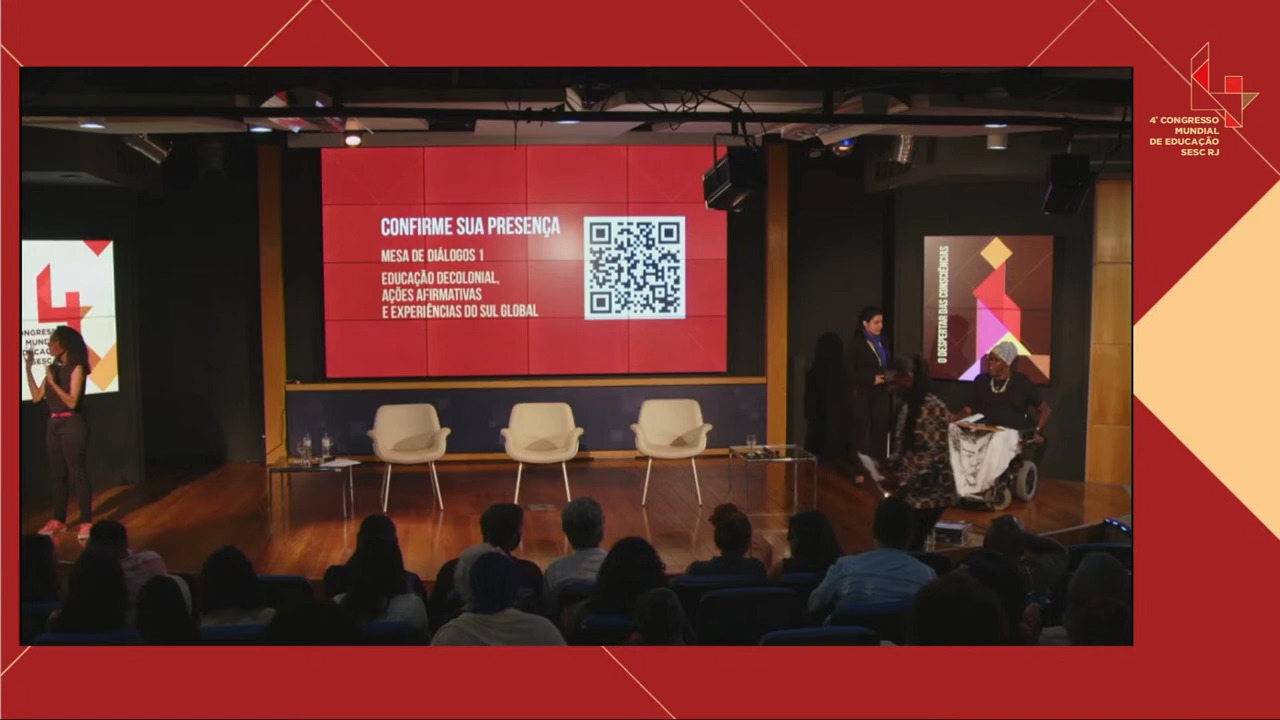 4º CONGRESSO
MUNDIAL
DE EDUCAÇÃO
SESC RJ
CONFIRME SUA PRESENÇA
MESA DE DIÁLOGOS 1
EDUCAÇÃO DECOLONIAL,
AÇÕES AFIRMATIVAS
E EXPERIÊNCIAS DO SUL GLOBAL
O DESPERTAR DAS CONSCIÊNCIAS